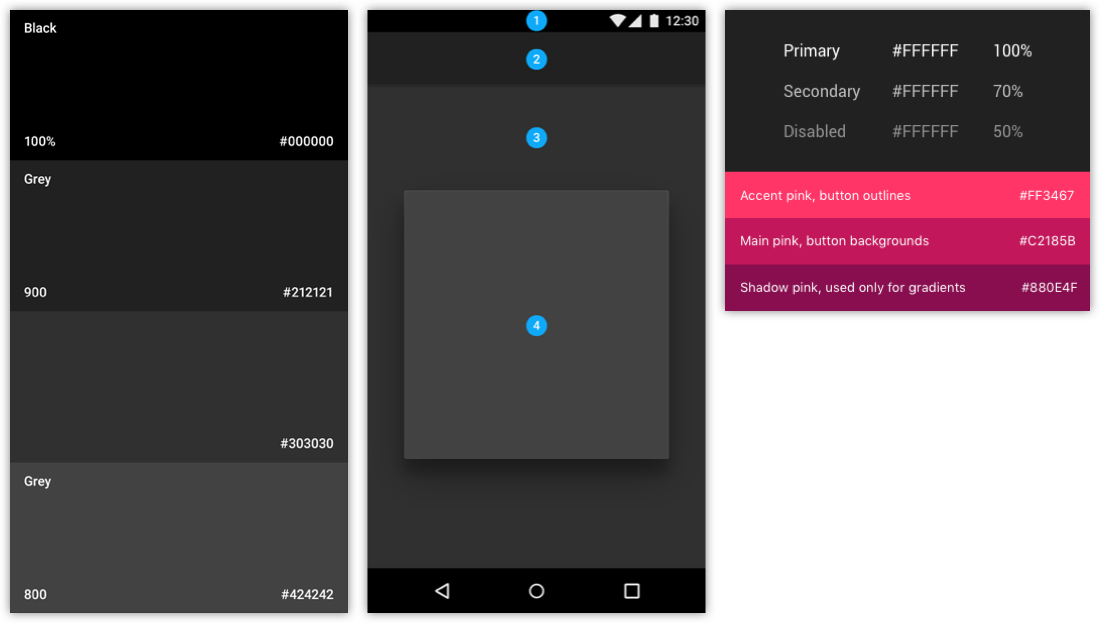 Black
100% #000000
Grey
900 #212121
#303030
Grey
800 #424242
1 12:30
2
3
4
Primary #FFFFFF 100%
Secondary #FFFFFF 70%
Disabled #FFFFFF 50%
Accent pink, button outlines #FF3467
Main pink, button backgrounds #C2185B
Shadow pink, used only for gradients #880E4F